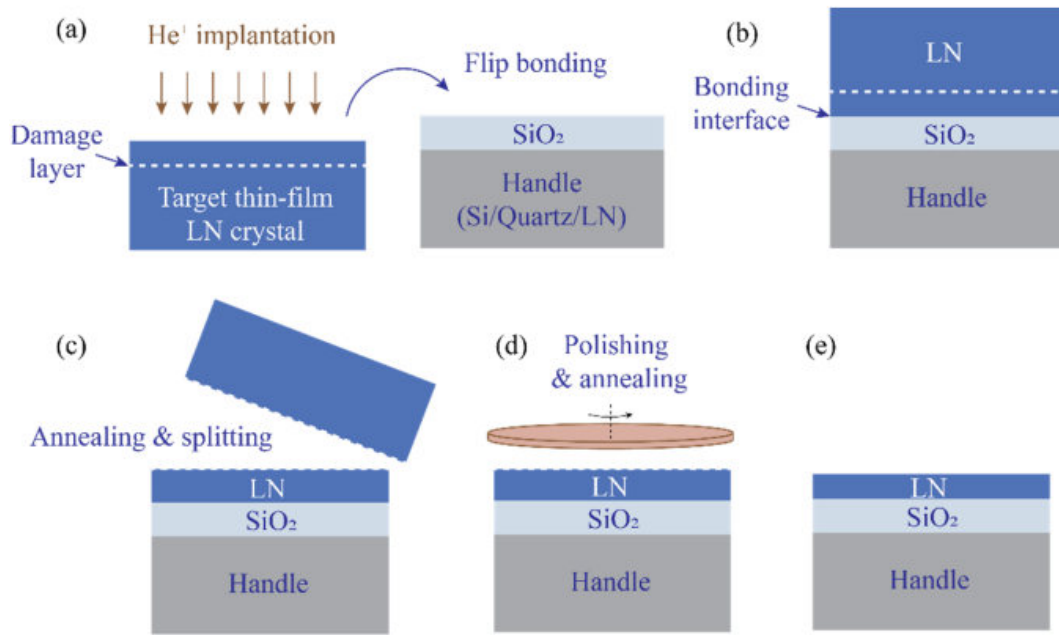 (a)
He⁺ implantation
Flip bonding
Damage
layer
Target thin-film
LN crystal
SiO₂
Handle
(Si/Quartz/LN)
(b)
LN
Bonding
interface
SiO₂
Handle
(c)
Annealing & splitting
LN
SiO₂
Handle
(d)
Polishing
& annealing
LN
SiO₂
Handle
(e)
LN
SiO₂
Handle